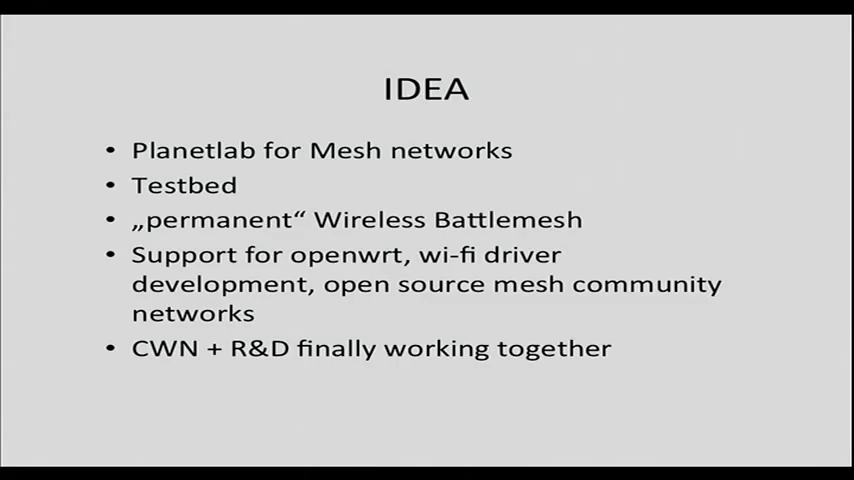 IDEA
• Planetlab for Mesh networks
• Testbed
• „permanent“ Wireless Battlemesh
• Support for openwrt, wi-fi driver
development, open source mesh community
networks
• CWN + R&D finally working together